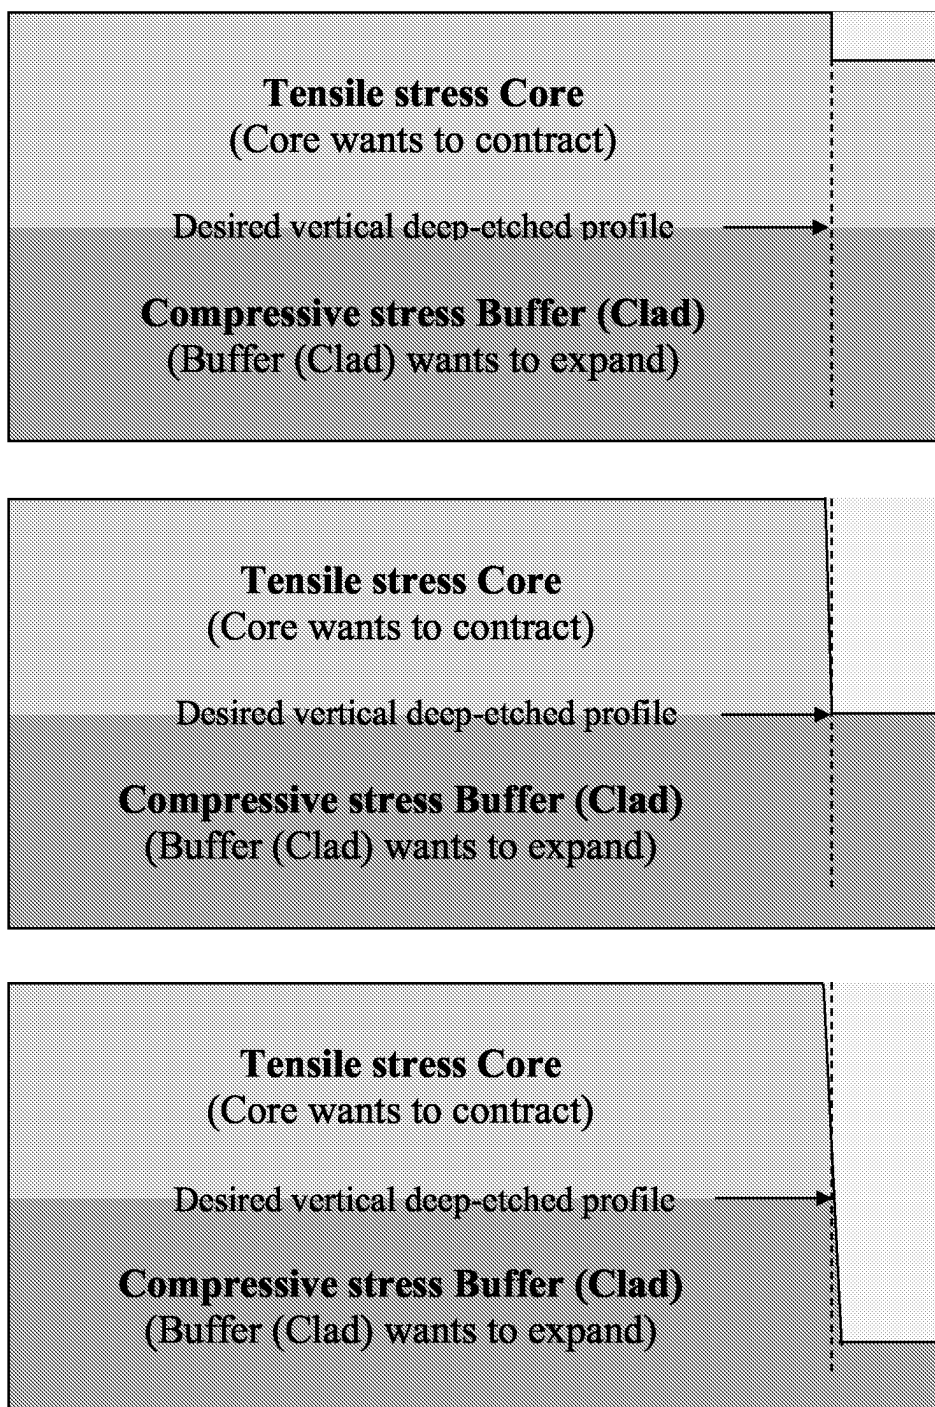 Tensile stress Core
(Core wants to contract)
Desired vertical deep-etched profile
Compressive stress Buffer (Clad)
(Buffer (Clad) wants to expand)
Tensile stress Core
(Core wants to contract)
Desired vertical deep-etched profile
Compressive stress Buffer (Clad)
(Buffer (Clad) wants to expand)
Tensile stress Core
(Core wants to contract)
Desired vertical deep-etched profile
Compressive stress Buffer (Clad)
(Buffer (Clad) wants to expand)